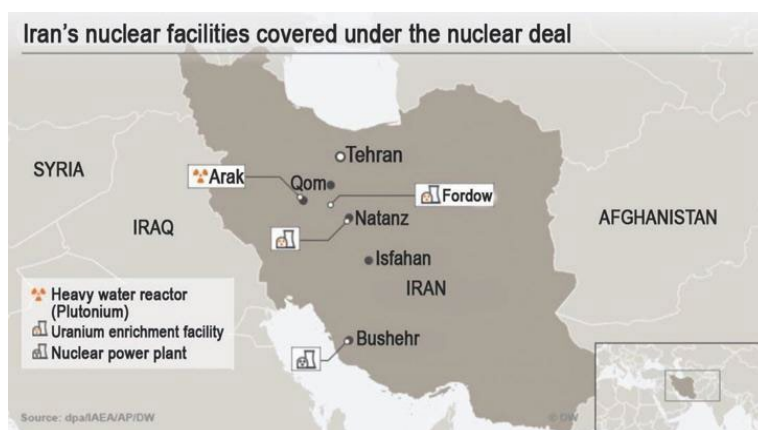 Iran's nuclear facilities covered under the nuclear deal
SYRIA
Tehran
Arak
Qom
Fordow
IRAQ
Natanz
AFGHANISTAN
Isfahan
IRAN
Heavy water reactor
(Plutonium)
Uranium enrichment facility
Nuclear power plant
Bushehr
Source: dpa/IAEA/AP/DW
© DW